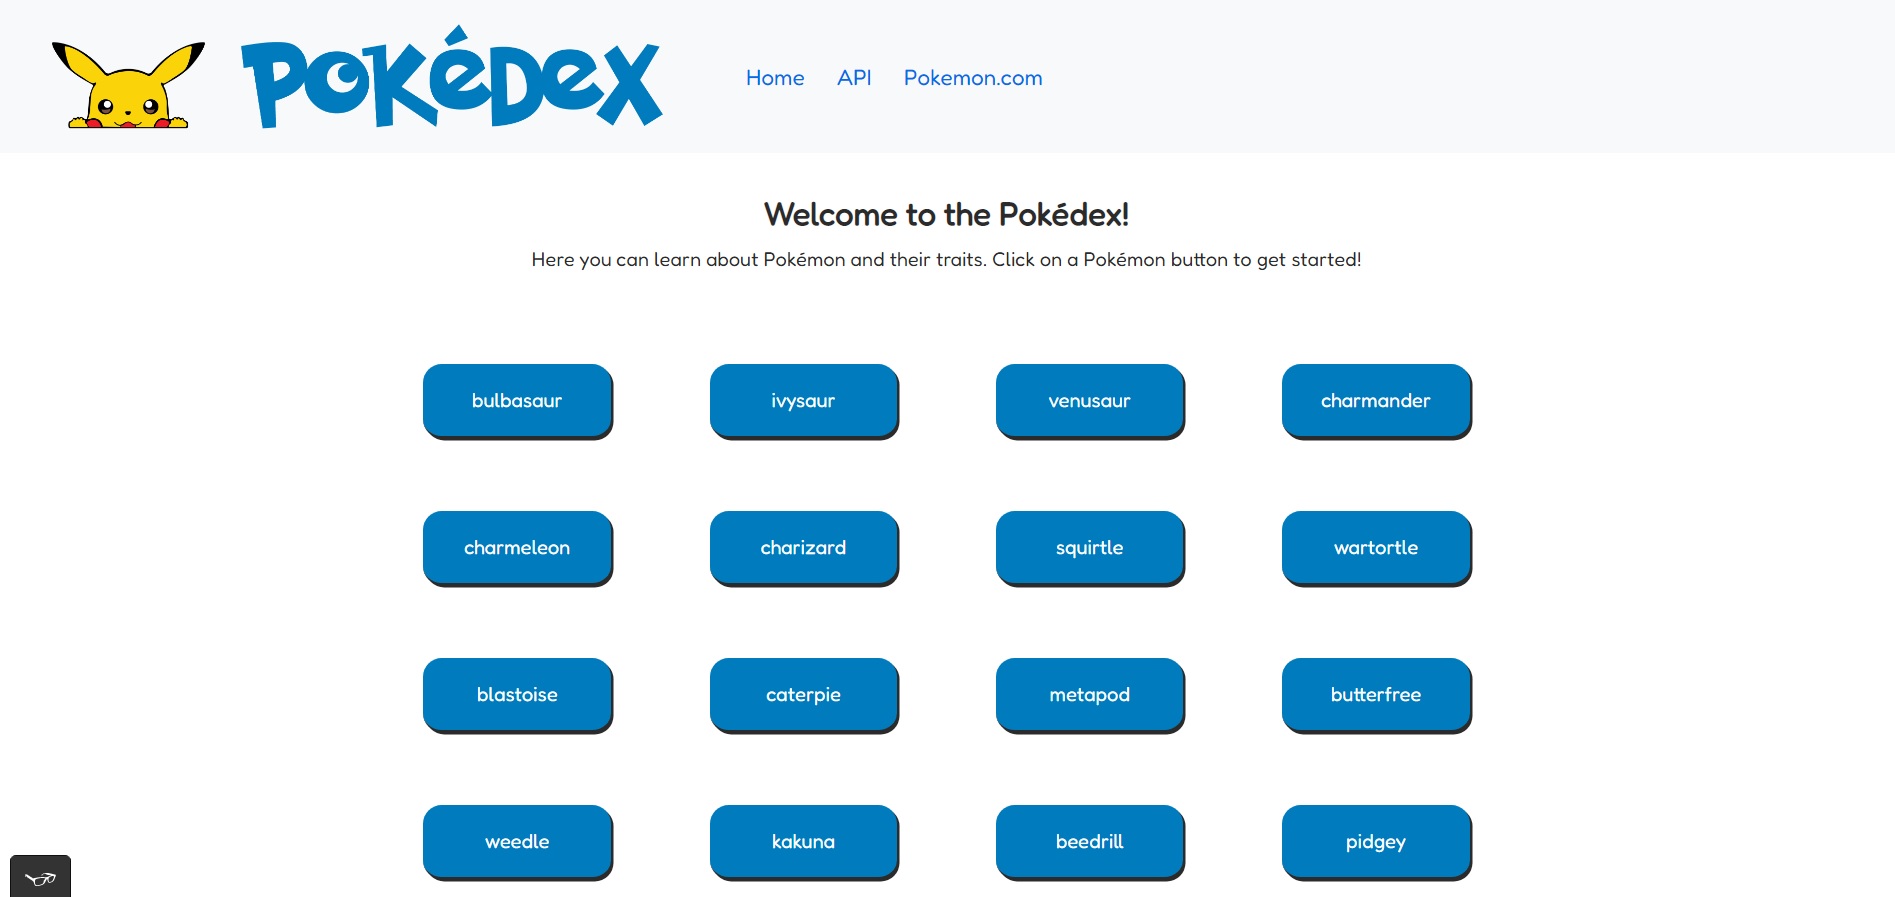 Pokédex
Home API Pokemon.com
Welcome to the Pokédex!
Here you can learn about Pokémon and their traits. Click on a Pokémon button to get started!
bulbasaur ivysaur venusaur charmander
charmeleon charizard squirtle wartortle
blastoise caterpie metapod butterfree
weedle kakuna beedrill pidgey